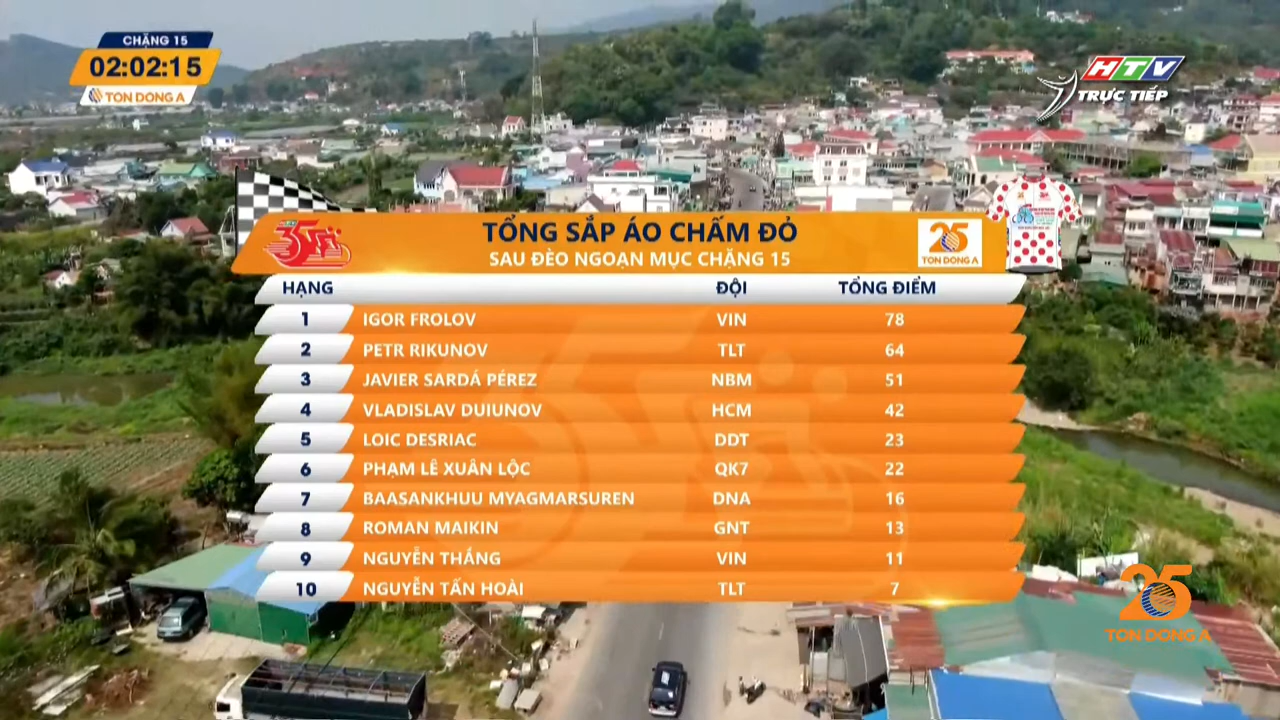 CHẶNG 15
02:02:15
TON DONG A
HTV
TRỰC TIẾP
TỔNG SẮP ÁO CHẤM ĐỎ
SAU ĐÈO NGOẠN MỤC CHẶNG 15
25
TON DONG A
HẠNG ĐỘI TỔNG ĐIỂM
1 IGOR FROLOV VIN 78
2 PETR RIKUNOV TLT 64
3 JAVIER SARDÁ PÉREZ NBM 51
4 VLADISLAV DUIUNOV HCM 42
5 LOIC DESRIAC DDT 23
6 PHẠM LÊ XUÂN LỘC QK7 22
7 BAASANKHUU MYAGMARSUREN DNA 16
8 ROMAN MAIKIN GNT 13
9 NGUYỄN THẮNG VIN 11
10 NGUYỄN TẤN HOÀI TLT 7
25
TON DONG A